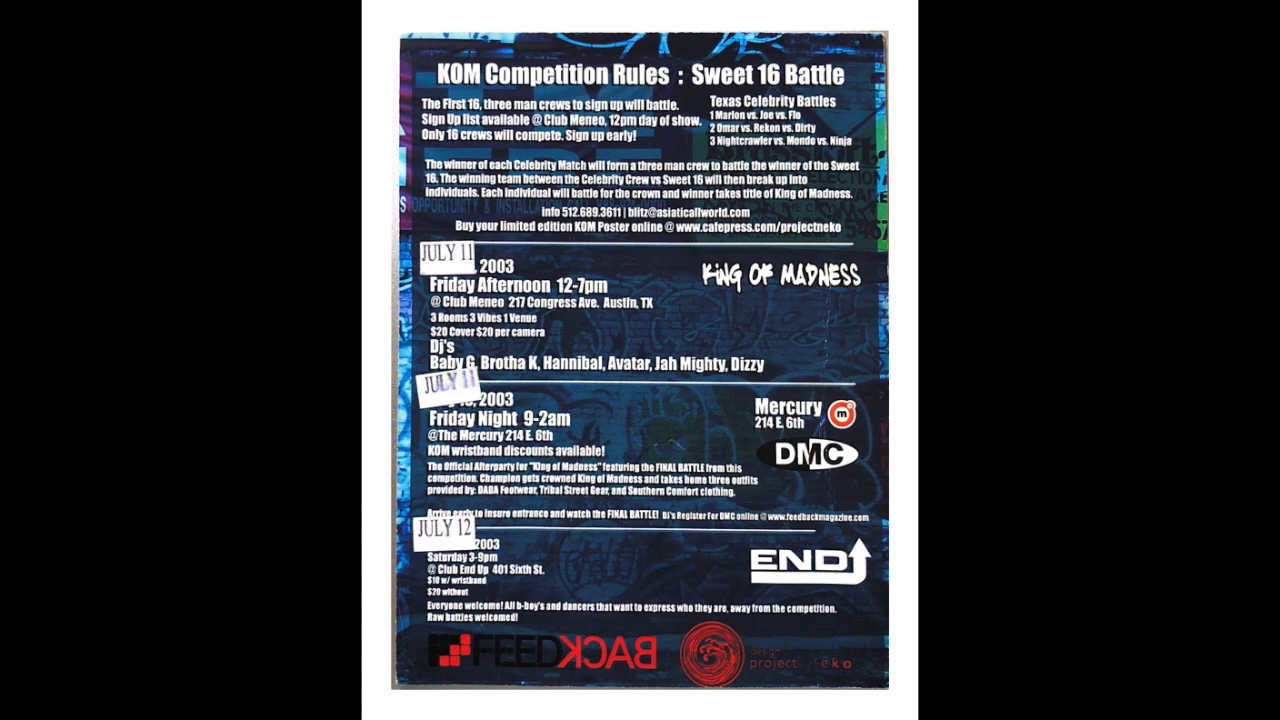 KOM Competition Rules : Sweet 16 Battle
The First 16, three man crews to sign up will battle.
Sign Up list available @ Club Meneo, 12pm day of show.
Only 16 crews will compete. Sign up early!
Texas Celebrity Battles
1 Marlon vs. Joe vs. Flo
2 Omar vs. Rekon vs. Dirty
3 Nightcrawler vs. Mondo vs. Ninja
The winner of each Celebrity Match will form a three man crew to battle the winner of the Sweet
16. The winning team between the Celebrity Crew vs Sweet 16 will then break up into
individuals. Each individual will battle for the crown and winner takes title of King of Madness.
OPPORTUNITY & INSTALLATION
info 512.689.3611 | blitz@asiaticallworld.com
Buy your limited edition KOM Poster online @ www.cafepress.com/projectneko
JULY 11
, 2003
KING OF MADNESS
Friday Afternoon 12-7pm
@ Club Meneo 217 Congress Ave. Austin, TX
3 Rooms 3 Vibes 1 Venue
$20 Cover $20 per camera
Dj's
Baby G, Brotha K, Hannibal, Avatar, Jah Mighty, Dizzy
JULY 11
, 2003
Friday Night 9-2am
@The Mercury 214 E. 6th
KOM wristband discounts available!
Mercury m
214 E. 6th
DMC
The Official Afterparty for "King of Madness" featuring the FINAL BATTLE from this
competition. Champion gets crowned King of Madness and takes home three outfits
provided by: DADA Footwear, Tribal Street Gear, and Southern Comfort clothing.
Arrive early to insure entrance and watch the FINAL BATTLE! Dj's Register For DMC online @ www.feedbackmagazine.com
JULY 12
2003
Saturday 3-9pm
@ Club End Up 401 Sixth St.
$10 w/ wristband
$20 without
END
Everyone welcome! All b-boy's and dancers that want to express who they are, away from the competition.
Raw battles welcomed!
FEEDBACK
design
project neko